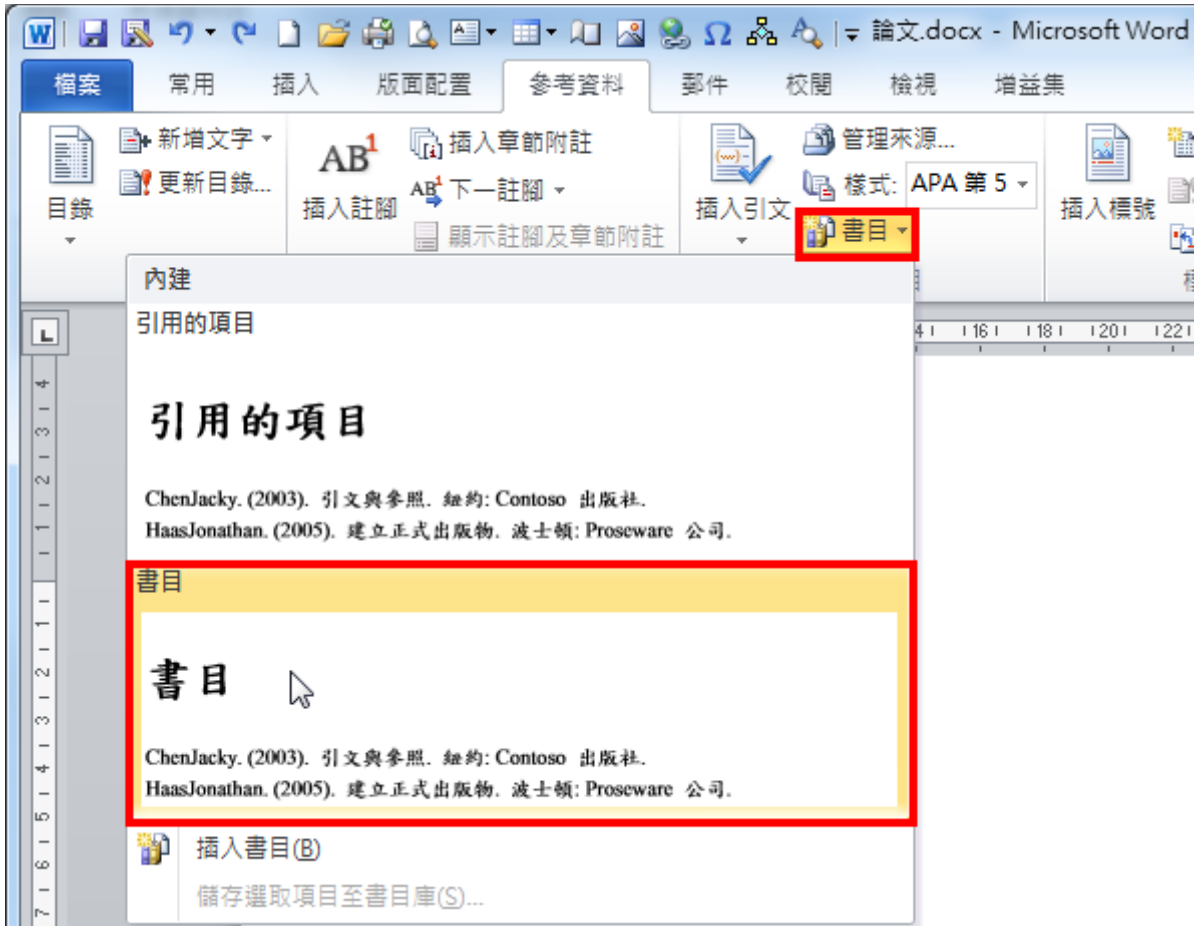 論文.docx - Microsoft Word
檔案 常用 插入 版面配置 參考資料 郵件 校閱 檢視 增益集
新增文字
更新目錄...
目錄
AB1
插入註腳
插入章節附註
AB1 下一註腳
顯示註腳及章節附註
插入引文
管理來源...
樣式: APA 第 5
書目
插入標號
內建
引用的項目
引用的項目
ChenJacky. (2003). 引文與參照. 紐約: Contoso 出版社.
HaasJonathan. (2005). 建立正式出版物. 波士頓: Proseware 公司.
書目
書目
ChenJacky. (2003). 引文與參照. 紐約: Contoso 出版社.
HaasJonathan. (2005). 建立正式出版物. 波士頓: Proseware 公司.
插入書目(B)
儲存選取項目至書目庫(S)...